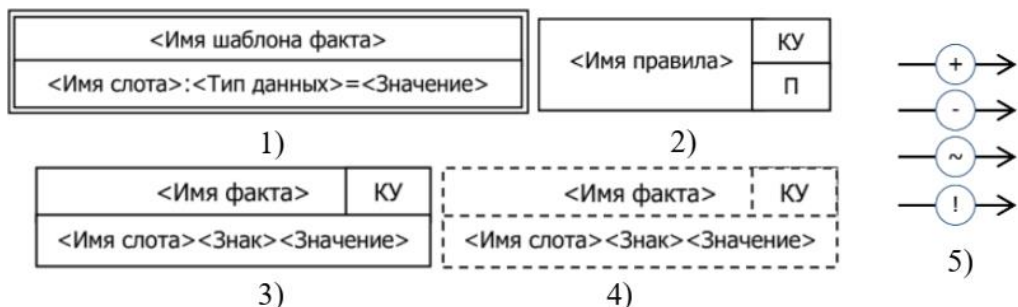 <Имя шаблона факта>
<Имя слота>:<Тип данных>=<Значение>
1)
<Имя правила>
КУ
П
2)
<Имя факта>
КУ
<Имя слота><Знак><Значение>
3)
<Имя факта>
КУ
<Имя слота><Знак><Значение>
4)
+
-
~
!
5)